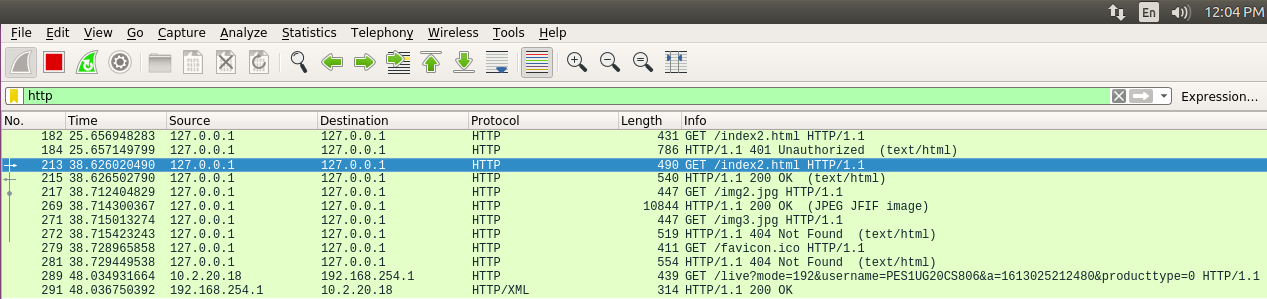 En 12:04 PM
File Edit View Go Capture Analyze Statistics Telephony Wireless Tools Help
http Expression…
No. Time Source Destination Protocol Length Info
182 25.656948283 127.0.0.1 127.0.0.1 HTTP 431 GET /index2.html HTTP/1.1
184 25.657149799 127.0.0.1 127.0.0.1 HTTP 786 HTTP/1.1 401 Unauthorized (text/html)
213 38.626020490 127.0.0.1 127.0.0.1 HTTP 490 GET /index2.html HTTP/1.1
215 38.626502790 127.0.0.1 127.0.0.1 HTTP 540 HTTP/1.1 200 OK (text/html)
217 38.712404829 127.0.0.1 127.0.0.1 HTTP 447 GET /img2.jpg HTTP/1.1
269 38.714300367 127.0.0.1 127.0.0.1 HTTP 10844 HTTP/1.1 200 OK (JPEG JFIF image)
271 38.715013274 127.0.0.1 127.0.0.1 HTTP 447 GET /img3.jpg HTTP/1.1
272 38.715423243 127.0.0.1 127.0.0.1 HTTP 519 HTTP/1.1 404 Not Found (text/html)
279 38.728965858 127.0.0.1 127.0.0.1 HTTP 411 GET /favicon.ico HTTP/1.1
281 38.729449538 127.0.0.1 127.0.0.1 HTTP 554 HTTP/1.1 404 Not Found (text/html)
289 48.034931664 10.2.20.18 192.168.254.1 HTTP 439 GET /live?mode=192&username=PES1UG20CS806&a=1613025212480&producttype=0 HTTP/1.1
291 48.036750392 192.168.254.1 10.2.20.18 HTTP/XML 314 HTTP/1.1 200 OK